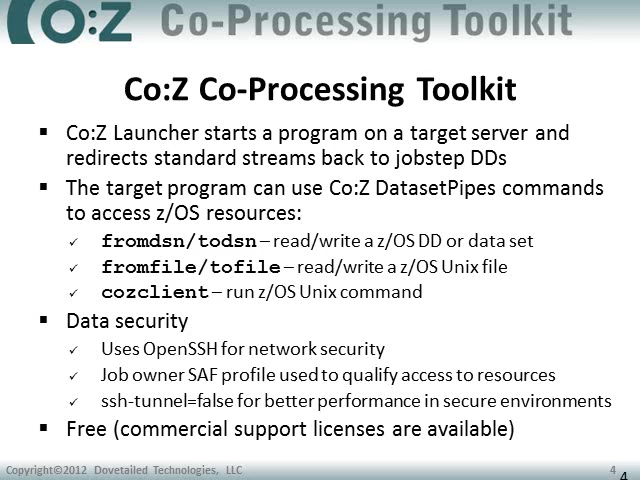 Co:Z Co-Processing Toolkit
Co:Z Co-Processing Toolkit
▪ Co:Z Launcher starts a program on a target server and
redirects standard streams back to jobstep DDs
▪ The target program can use Co:Z DatasetPipes commands
to access z/OS resources:
✓ fromdsn/todsn – read/write a z/OS DD or data set
✓ fromfile/tofile – read/write a z/OS Unix file
✓ cozclient – run z/OS Unix command
▪ Data security
✓ Uses OpenSSH for network security
✓ Job owner SAF profile used to qualify access to resources
✓ ssh-tunnel=false for better performance in secure environments
▪ Free (commercial support licenses are available)
Copyright©2012 Dovetailed Technologies, LLC 4
4